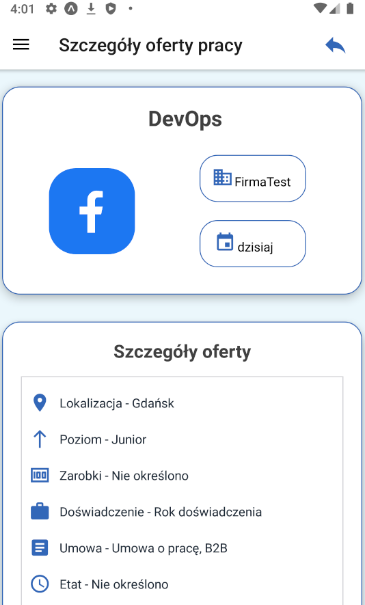 4:01
Szczegóły oferty pracy
DevOps
FirmaTest
dzisiaj
Szczegóły oferty
Lokalizacja - Gdańsk
Poziom - Junior
Zarobki - Nie określono
Doświadczenie - Rok doświadczenia
Umowa - Umowa o pracę, B2B
Etat - Nie określono